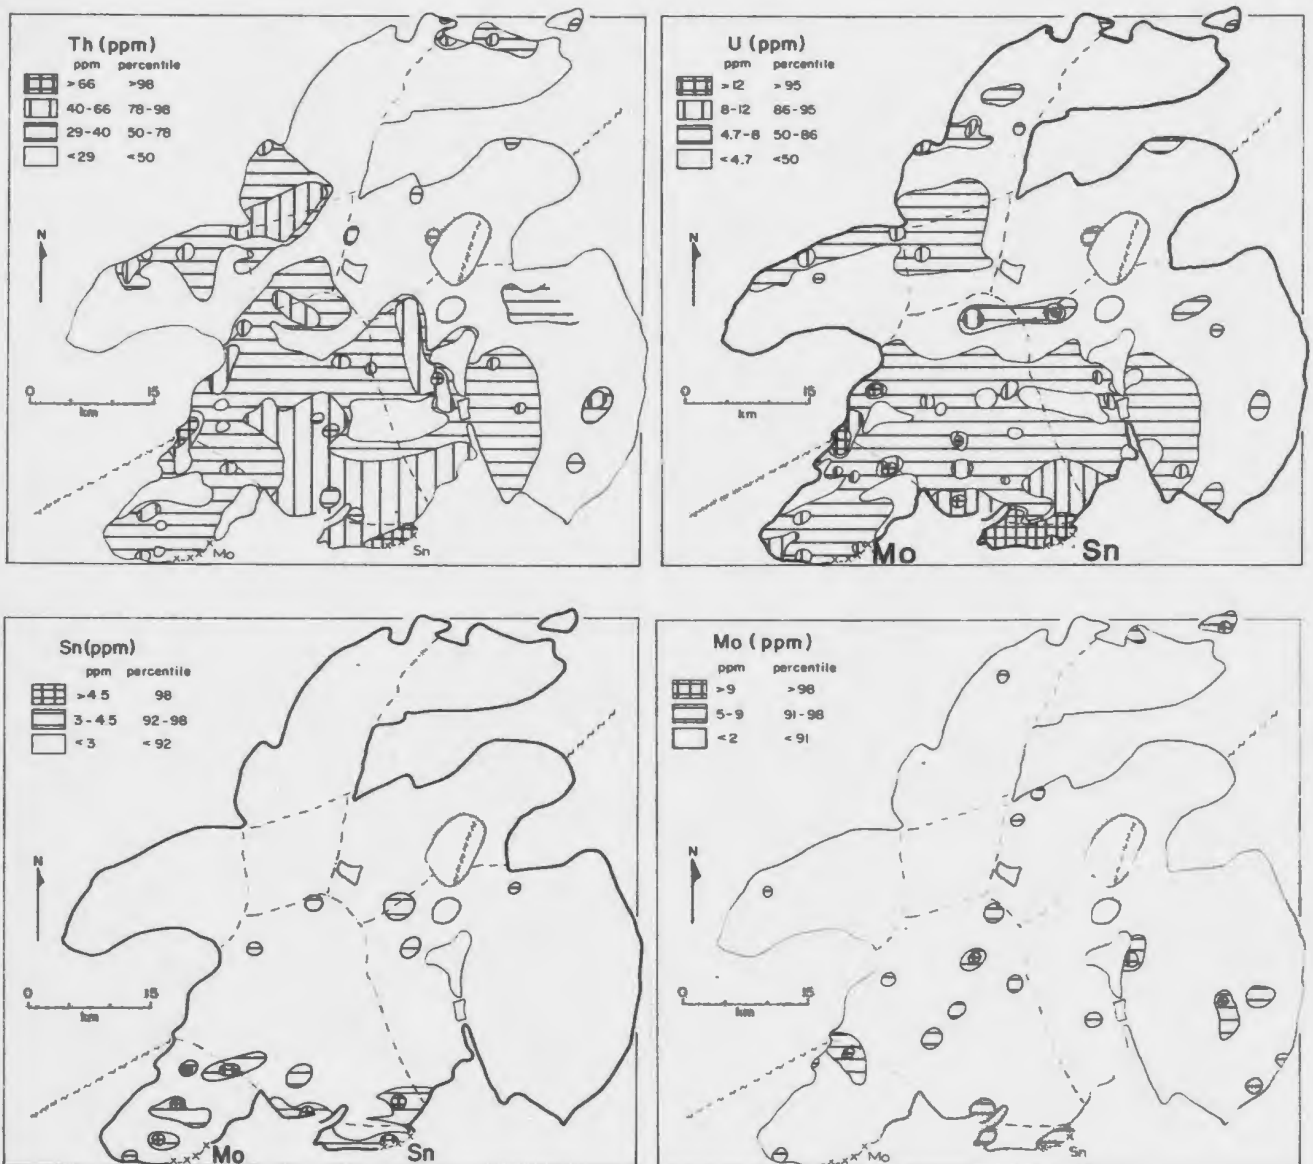 Th (ppm)
ppm percentile
>66 >98
40-66 78-98
29-40 50-78
<29 <50
N
0 15
km
Mo
Sn
U (ppm)
ppm percentile
>12 >95
8-12 86-95
4.7-8 50-86
<4.7 <50
N
0 15
km
Mo
Sn
Sn (ppm)
ppm percentile
>4.5 98
3-4.5 92-98
<3 <92
N
0 15
km
Mo
Sn
Mo (ppm)
ppm percentile
>9 >98
5-9 91-98
<2 <91
N
0 15
km
Mo
Sn